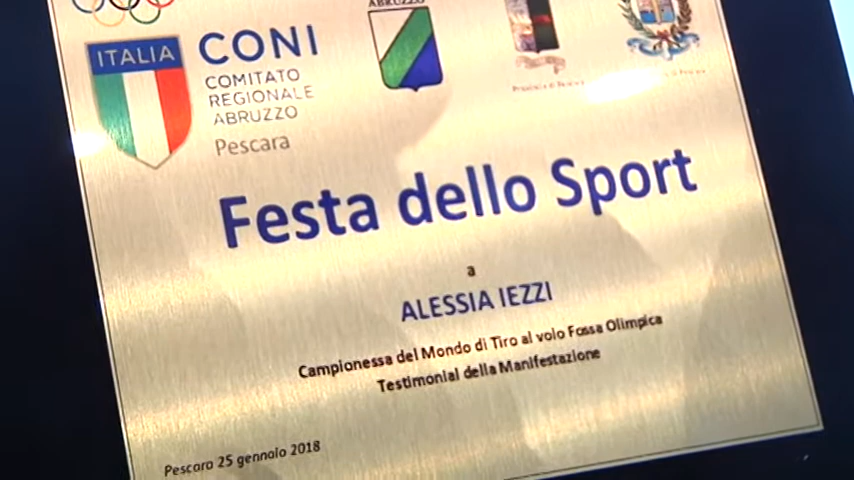 ITALIA
CONI
COMITATO
REGIONALE
ABRUZZO
Pescara
ABRUZZO
Festa dello Sport
a
ALESSIA IEZZI
Campionessa del Mondo di Tiro al volo Fossa Olimpica
Testimonial della Manifestazione
Pescara 25 gennaio 2018